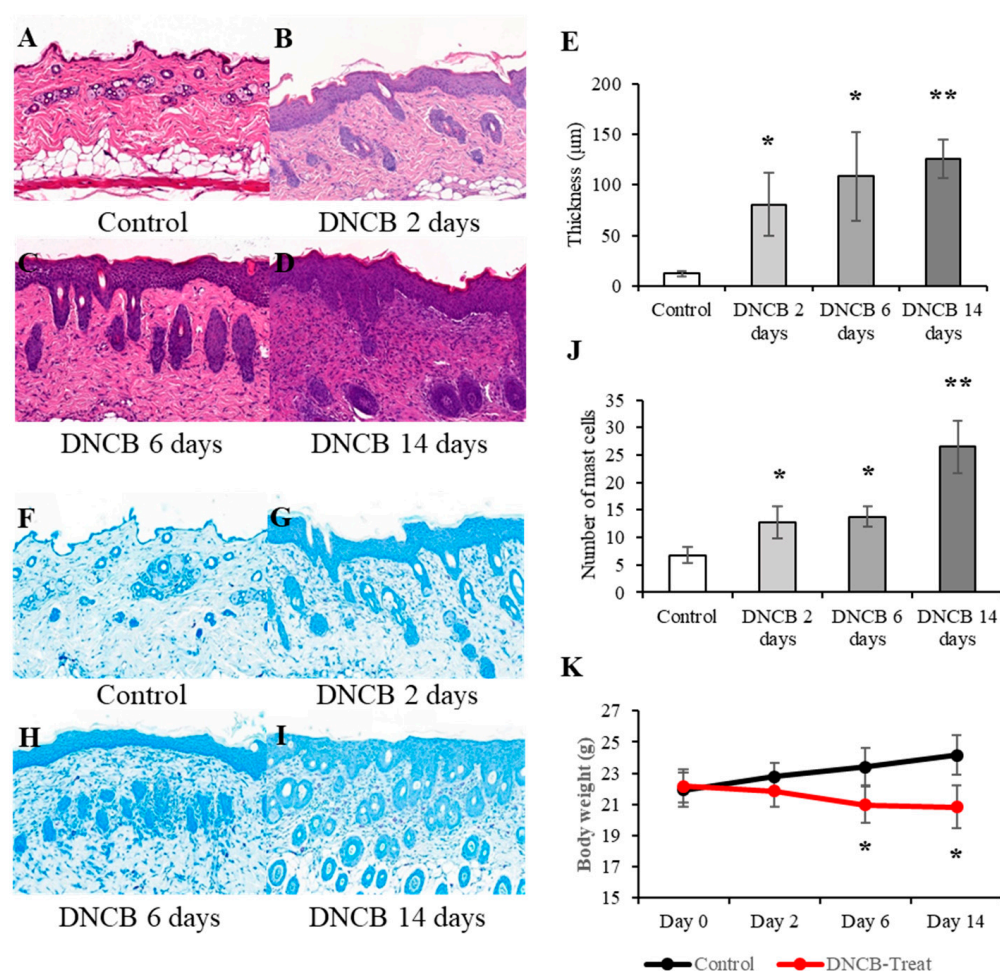 A
B
Control
DNCB 2 days
C
D
DNCB 6 days
DNCB 14 days
F
G
Control
DNCB 2 days
H
I
DNCB 6 days
DNCB 14 days
E
200
150
100
50
0
Thickness (μm)
*
*
**
Control
DNCB 2 days
DNCB 6 days
DNCB 14 days
J
35
30
25
20
15
10
5
0
Number of mast cells
*
*
**
Control
DNCB 2 days
DNCB 6 days
DNCB 14 days
K
27
25
23
21
19
17
15
Body weight (g)
*
*
Day 0
Day 2
Day 6
Day 14
Control
DNCB-Treat